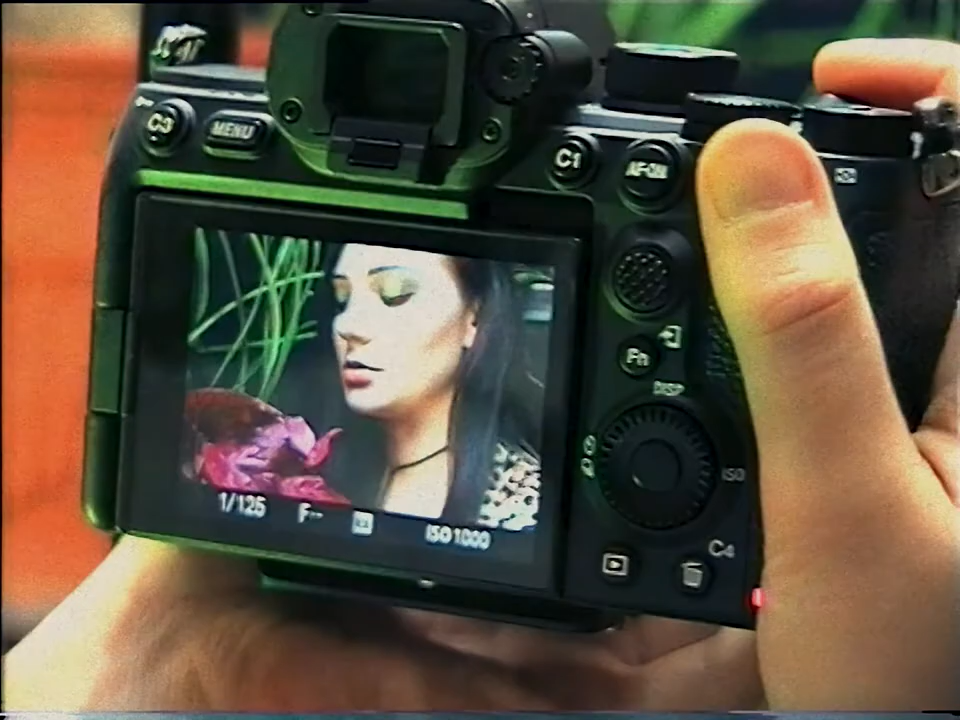 C3
MENU
C1
AF-ON
Fn
DISP
ISO
1/125
F--
ISO 1000
C4